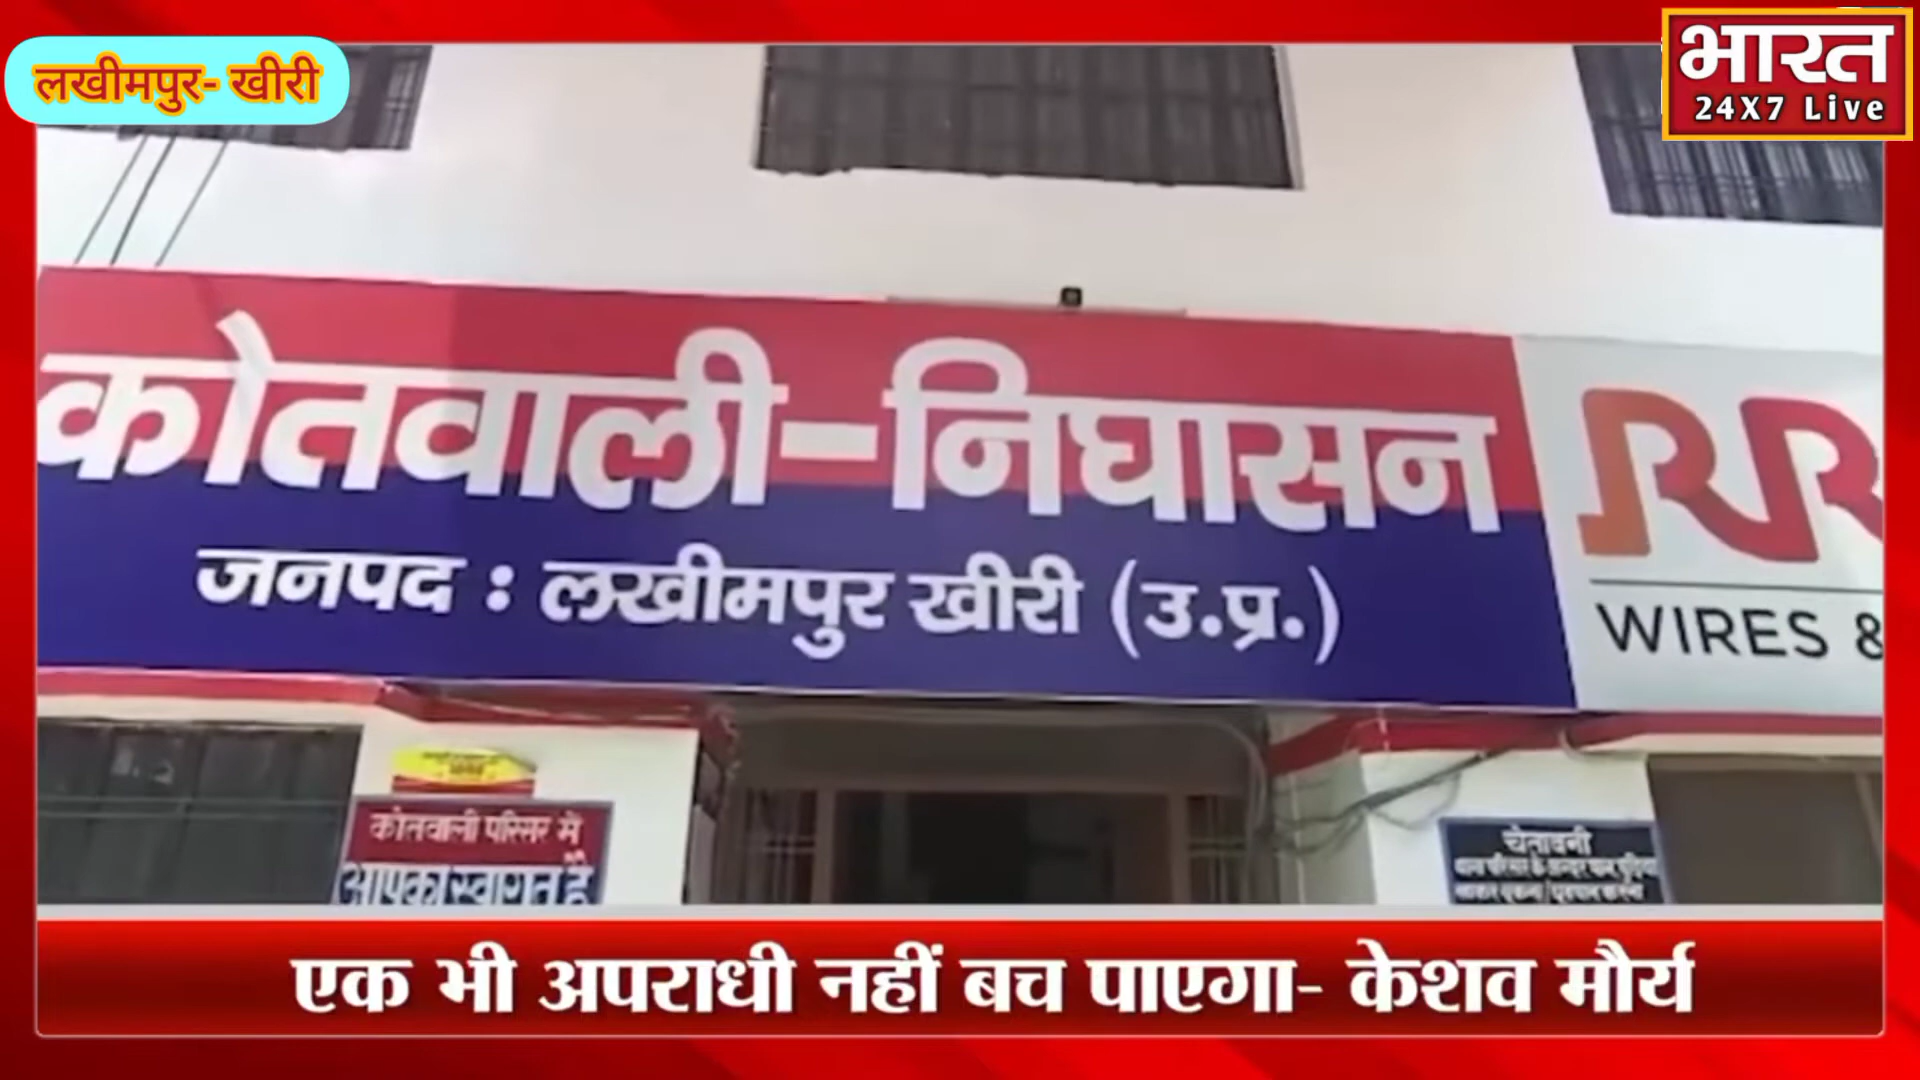 लखीमपुर- खीरी
भारत
24X7 Live
कोतवाली-निघासन
जनपद : लखीमपुर खीरी (उ.प्र.)
RR
WIRES &
कोतवाली परिसर में
आपका स्वागत है
चेतावनी
एक भी अपराधी नहीं बच पाएगा- केशव मौर्य